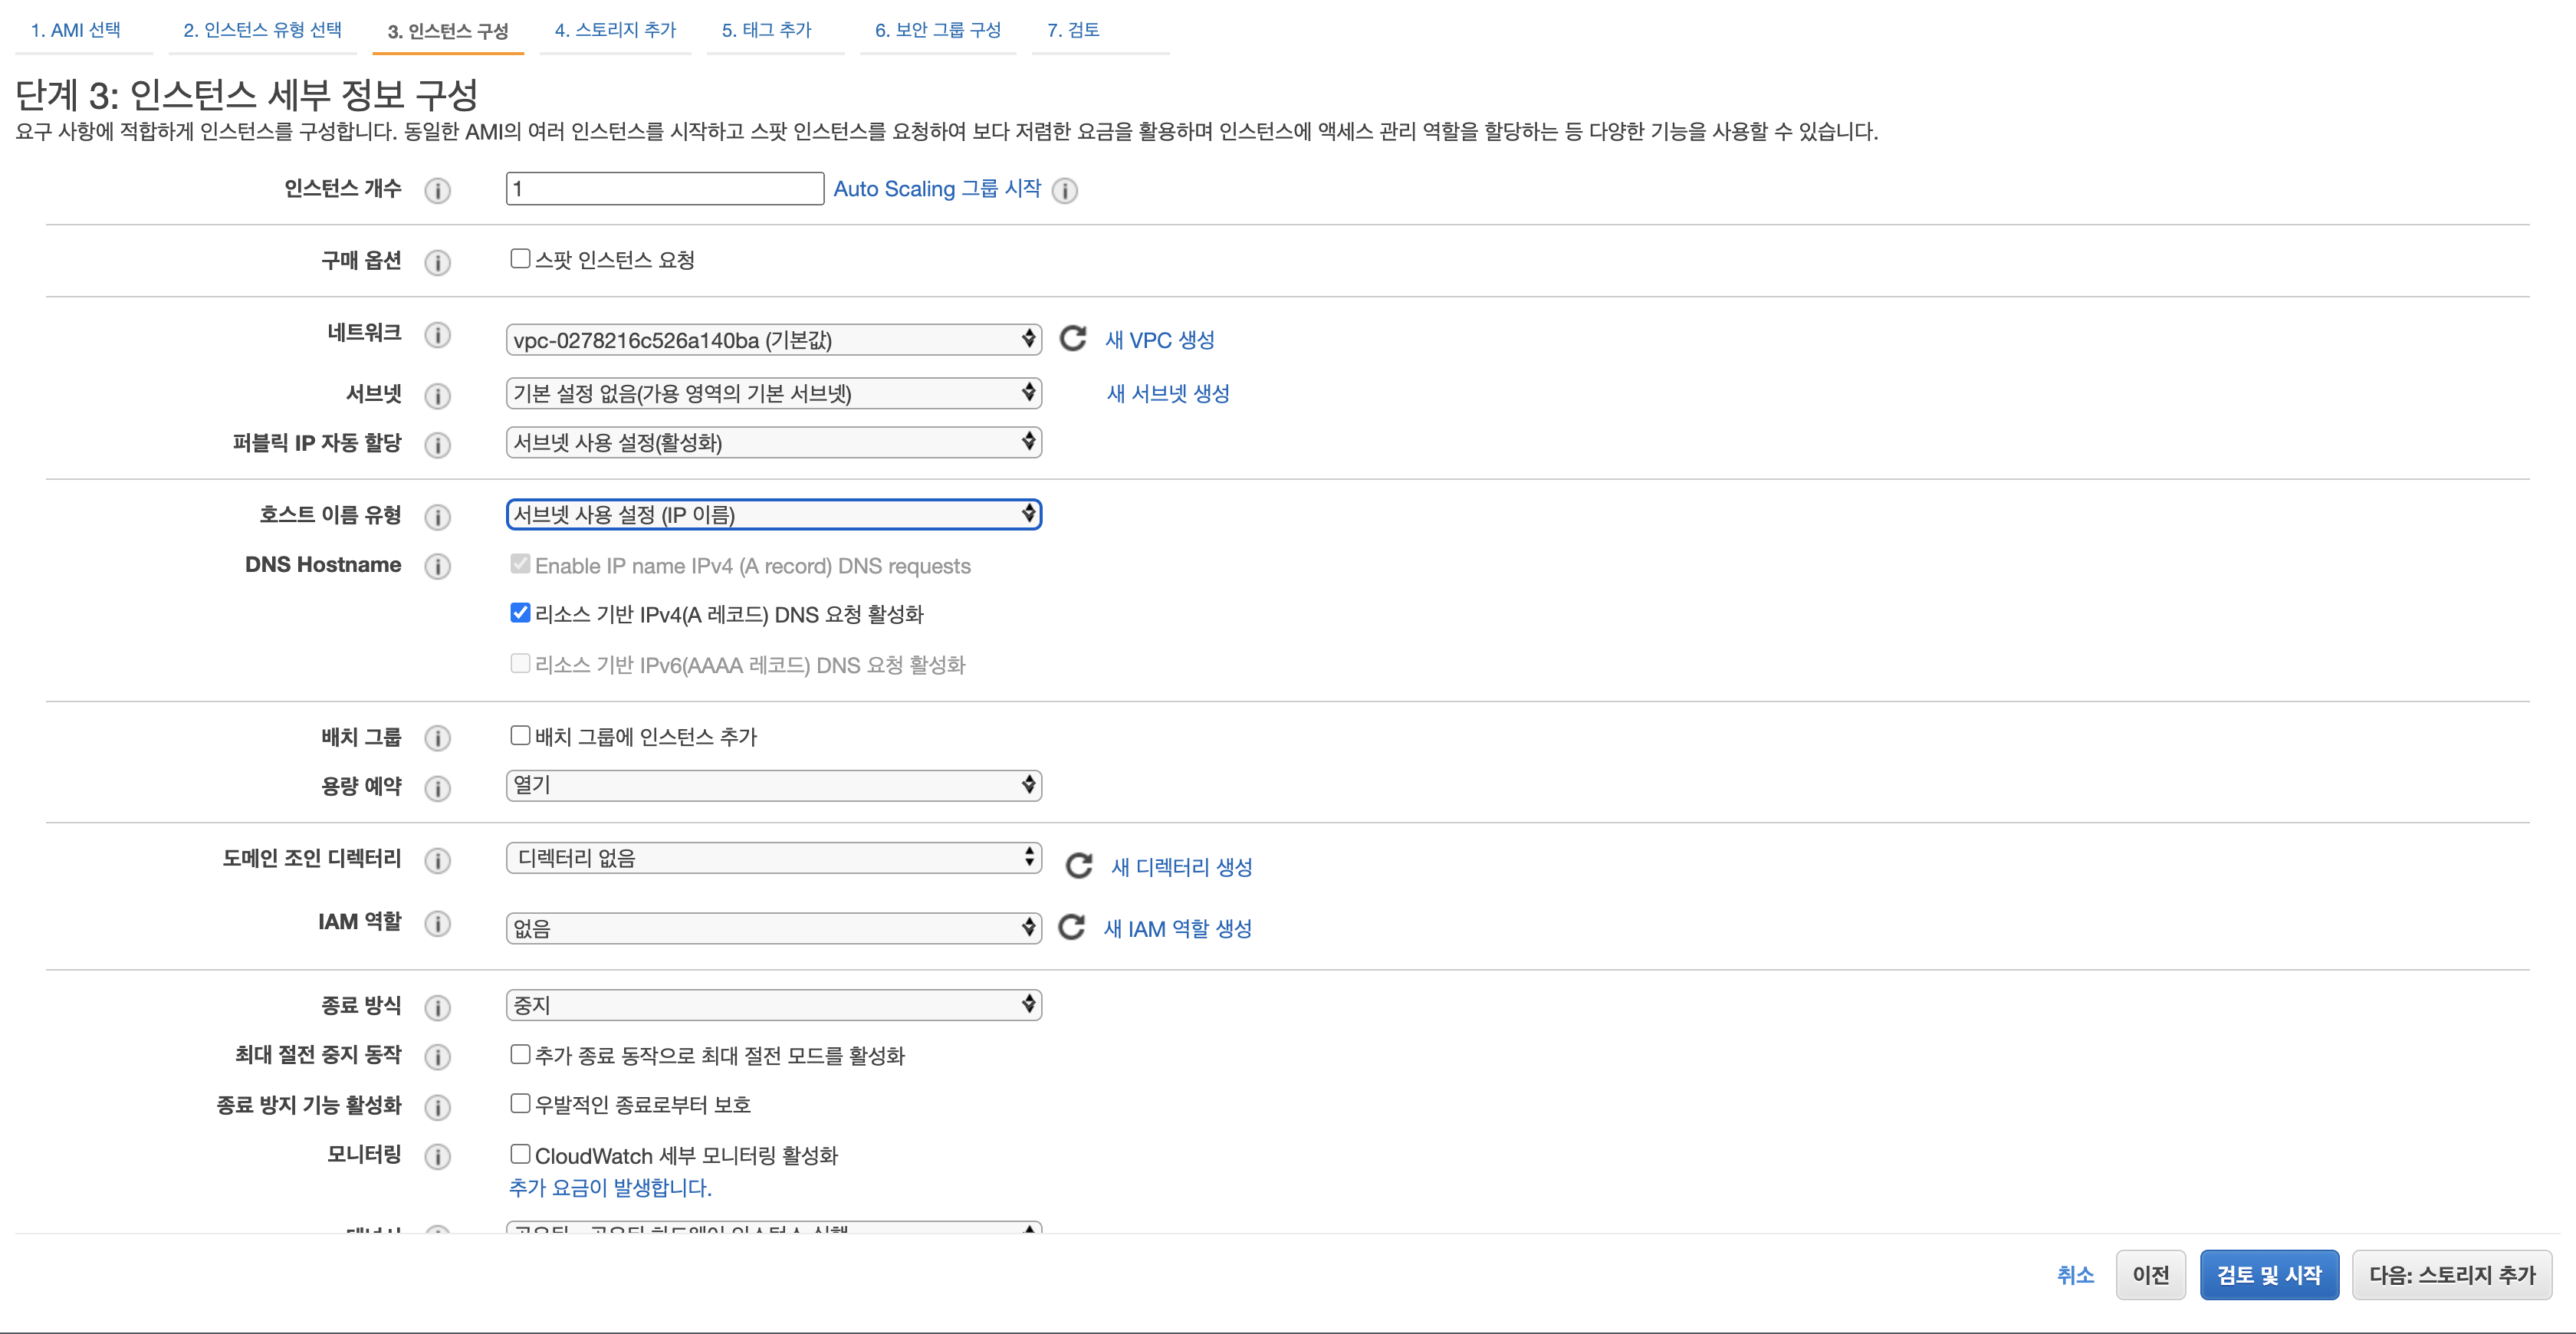 1. AMI 선택 2. 인스턴스 유형 선택 3. 인스턴스 구성 4. 스토리지 추가 5. 태그 추가 6. 보안 그룹 구성 7. 검토
단계 3: 인스턴스 세부 정보 구성
요구 사항에 적합하게 인스턴스를 구성합니다. 동일한 AMI의 여러 인스턴스를 시작하고 스팟 인스턴스를 요청하여 보다 저렴한 요금을 활용하며 인스턴스에 액세스 관리 역할을 할당하는 등 다양한 기능을 사용할 수 있습니다.
인스턴스 개수 1 Auto Scaling 그룹 시작
구매 옵션 스팟 인스턴스 요청
네트워크 vpc-0278216c526a140ba (기본값) 새 VPC 생성
서브넷 기본 설정 없음(가용 영역의 기본 서브넷) 새 서브넷 생성
퍼블릭 IP 자동 할당 서브넷 사용 설정(활성화)
호스트 이름 유형 서브넷 사용 설정 (IP 이름)
DNS Hostname Enable IP name IPv4 (A record) DNS requests
리소스 기반 IPv4(A 레코드) DNS 요청 활성화
리소스 기반 IPv6(AAAA 레코드) DNS 요청 활성화
배치 그룹 배치 그룹에 인스턴스 추가
용량 예약 열기
도메인 조인 디렉터리 디렉터리 없음 새 디렉터리 생성
IAM 역할 없음 새 IAM 역할 생성
종료 방식 중지
최대 절전 중지 동작 추가 종료 동작으로 최대 절전 모드를 활성화
종료 방지 기능 활성화 우발적인 종료로부터 보호
모니터링 CloudWatch 세부 모니터링 활성화
추가 요금이 발생합니다.
취소 이전 검토 및 시작 다음: 스토리지 추가